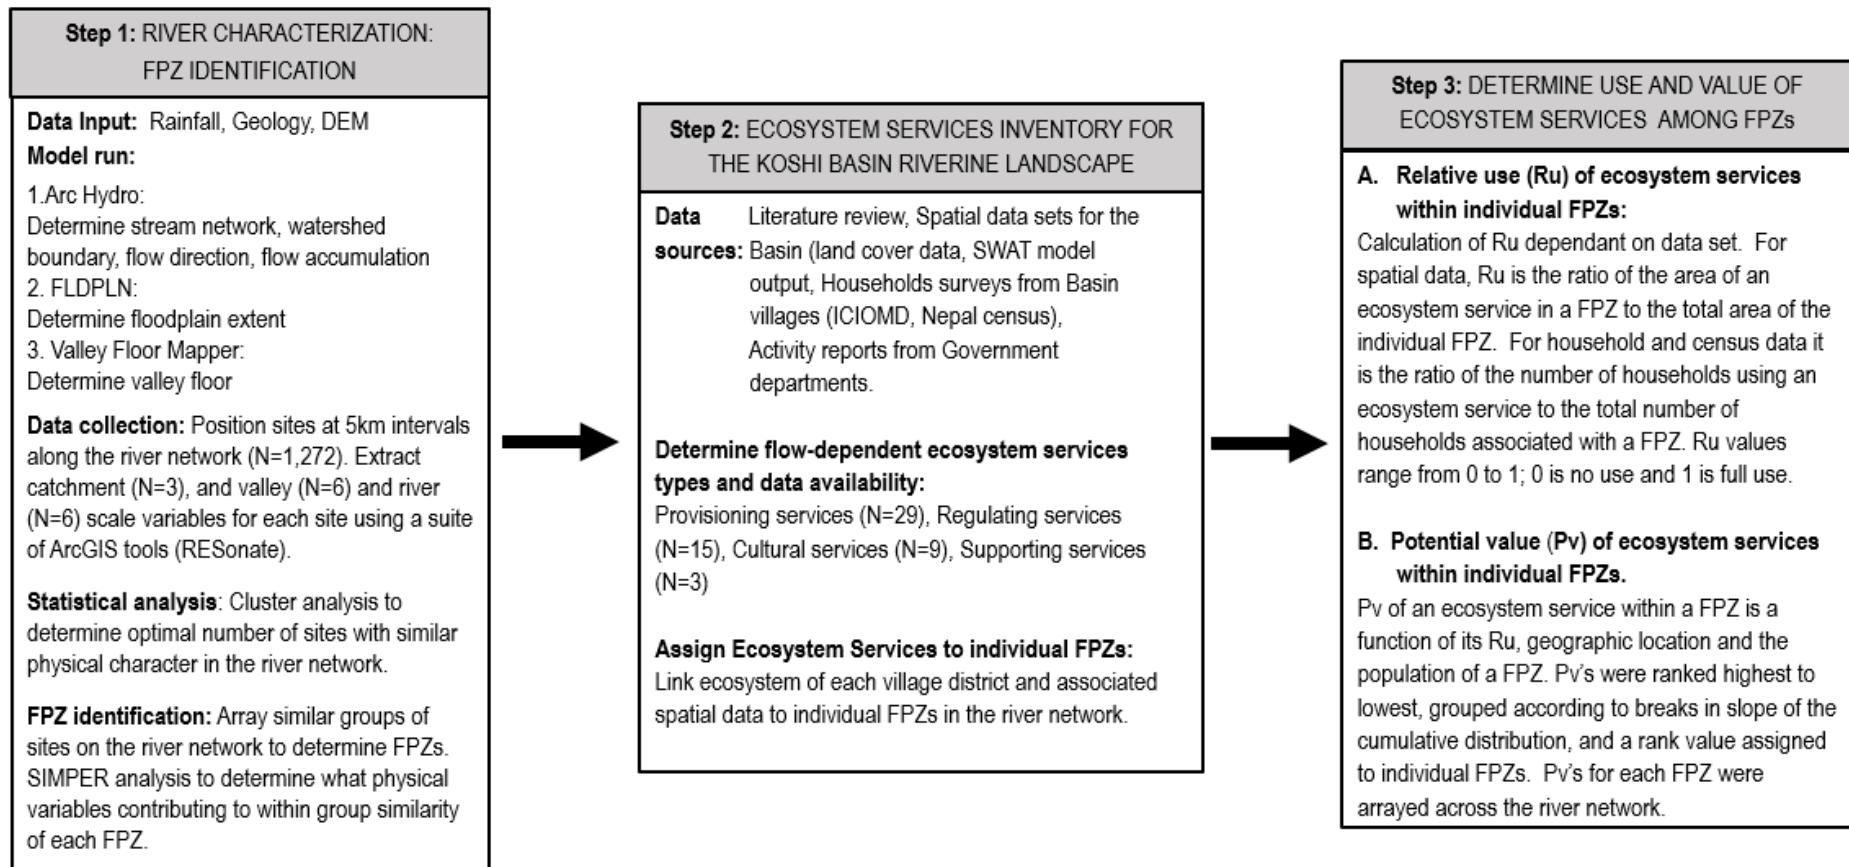 Step 1: RIVER CHARACTERIZATION:
FPZ IDENTIFICATION
Data Input: Rainfall, Geology, DEM
Model run:
1.Arc Hydro:
Determine stream network, watershed
boundary, flow direction, flow accumulation
2. FLDPLN:
Determine floodplain extent
3. Valley Floor Mapper:
Determine valley floor
Data collection: Position sites at 5km intervals
along the river network (N=1,272). Extract
catchment (N=3), and valley (N=6) and river
(N=6) scale variables for each site using a suite
of ArcGIS tools (RESonate).
Statistical analysis: Cluster analysis to
determine optimal number of sites with similar
physical character in the river network.
FPZ identification: Array similar groups of
sites on the river network to determine FPZs.
SIMPER analysis to determine what physical
variables contributing to within group similarity
of each FPZ.
Step 2: ECOSYSTEM SERVICES INVENTORY FOR
THE KOSHI BASIN RIVERINE LANDSCAPE
Data Literature review, Spatial data sets for the
sources: Basin (land cover data, SWAT model
output, Households surveys from Basin
villages (ICIOMD, Nepal census),
Activity reports from Government
departments.
Determine flow-dependent ecosystem services
types and data availability:
Provisioning services (N=29), Regulating services
(N=15), Cultural services (N=9), Supporting services
(N=3)
Assign Ecosystem Services to individual FPZs:
Link ecosystem of each village district and associated
spatial data to individual FPZs in the river network.
Step 3: DETERMINE USE AND VALUE OF
ECOSYSTEM SERVICES AMONG FPZs
A. Relative use (Ru) of ecosystem services
within individual FPZs:
Calculation of Ru dependant on data set. For
spatial data, Ru is the ratio of the area of an
ecosystem service in a FPZ to the total area of the
individual FPZ. For household and census data it
is the ratio of the number of households using an
ecosystem service to the total number of
households associated with a FPZ. Ru values
range from 0 to 1; 0 is no use and 1 is full use.
B. Potential value (Pv) of ecosystem services
within individual FPZs.
Pv of an ecosystem service within a FPZ is a
function of its Ru, geographic location and the
population of a FPZ. Pv's were ranked highest to
lowest, grouped according to breaks in slope of the
cumulative distribution, and a rank value assigned
to individual FPZs. Pv's for each FPZ were
arrayed across the river network.